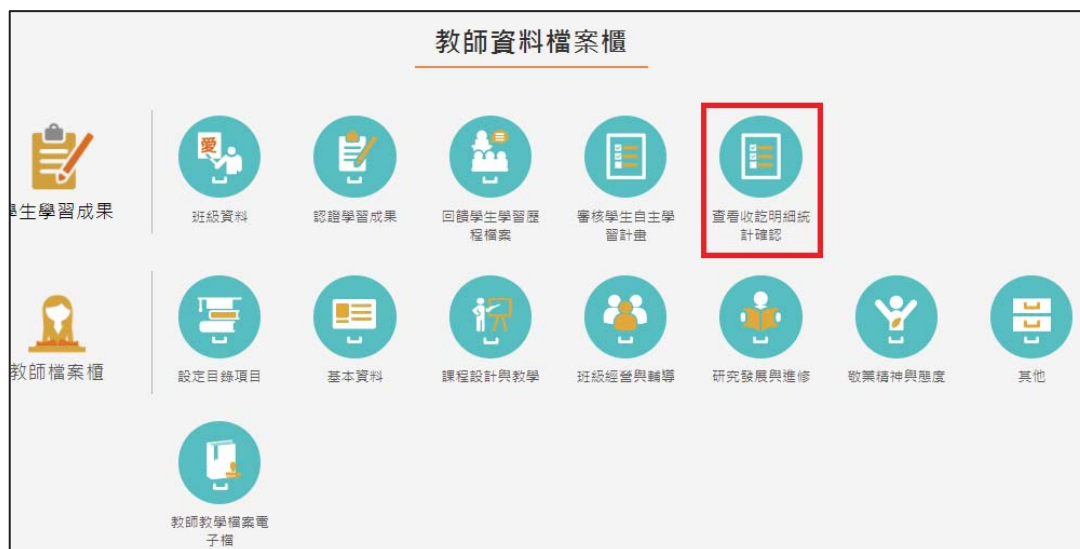 教師資料檔案櫃
愛
學生學習成果
班級資料
認證學習成果
回饋學生學習歷
程檔案
審核學生自主學
習計畫
查看收訖明細統
計確認
教師檔案櫃
設定目錄項目
基本資料
課程設計與教學
班級經營與輔導
研究發展與進修
敬業精神與態度
其他
教師教學檔案電
子檔